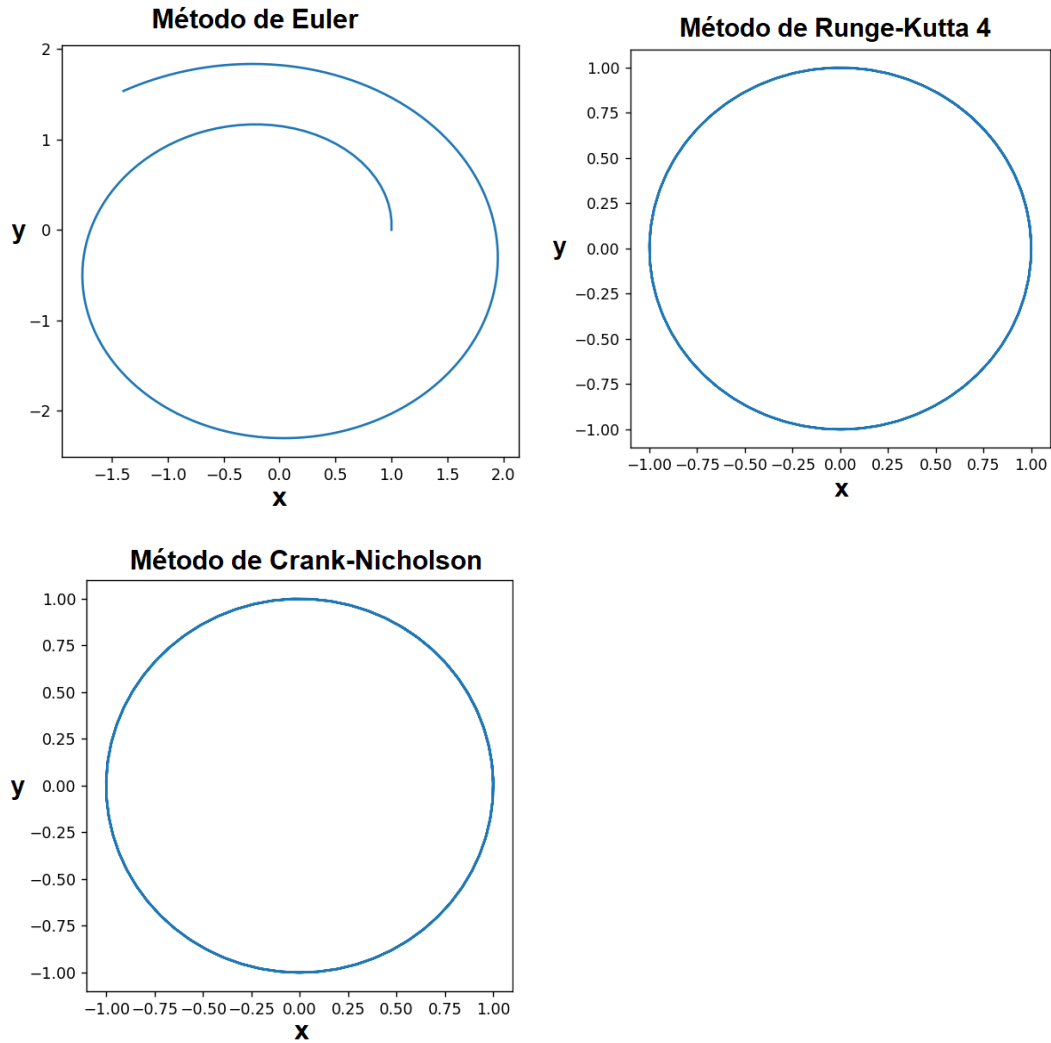 Método de Euler
2
1
y
0
−1
−2
−1.5 −1.0 −0.5 0.0 0.5 1.0 1.5 2.0
x
Método de Runge-Kutta 4
1.00
0.75
0.50
0.25
y
0.00
−0.25
−0.50
−0.75
−1.00
−1.00 −0.75 −0.50 −0.25 0.00 0.25 0.50 0.75 1.00
x
Método de Crank-Nicholson
1.00
0.75
0.50
0.25
y
0.00
−0.25
−0.50
−0.75
−1.00
−1.00 −0.75 −0.50 −0.25 0.00 0.25 0.50 0.75 1.00
x